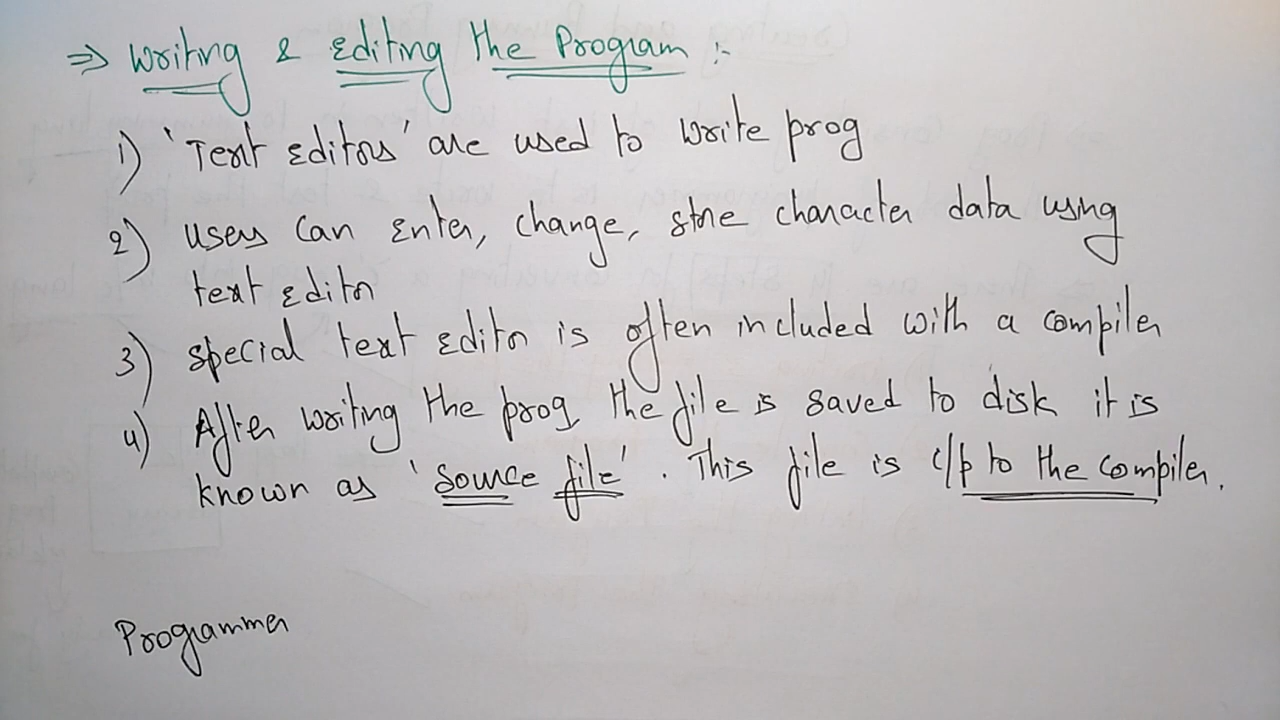 ⇒ Writing & Editing the Program :-
1) 'Text Editors' are used to write prog
2) users can Enter, change, store character data using
text editor
3) special text editor is often included with a compiler
4) After writing the prog, the file is saved to disk it is
known as 'source file'. This file is i/p to the compiler.
Programmer